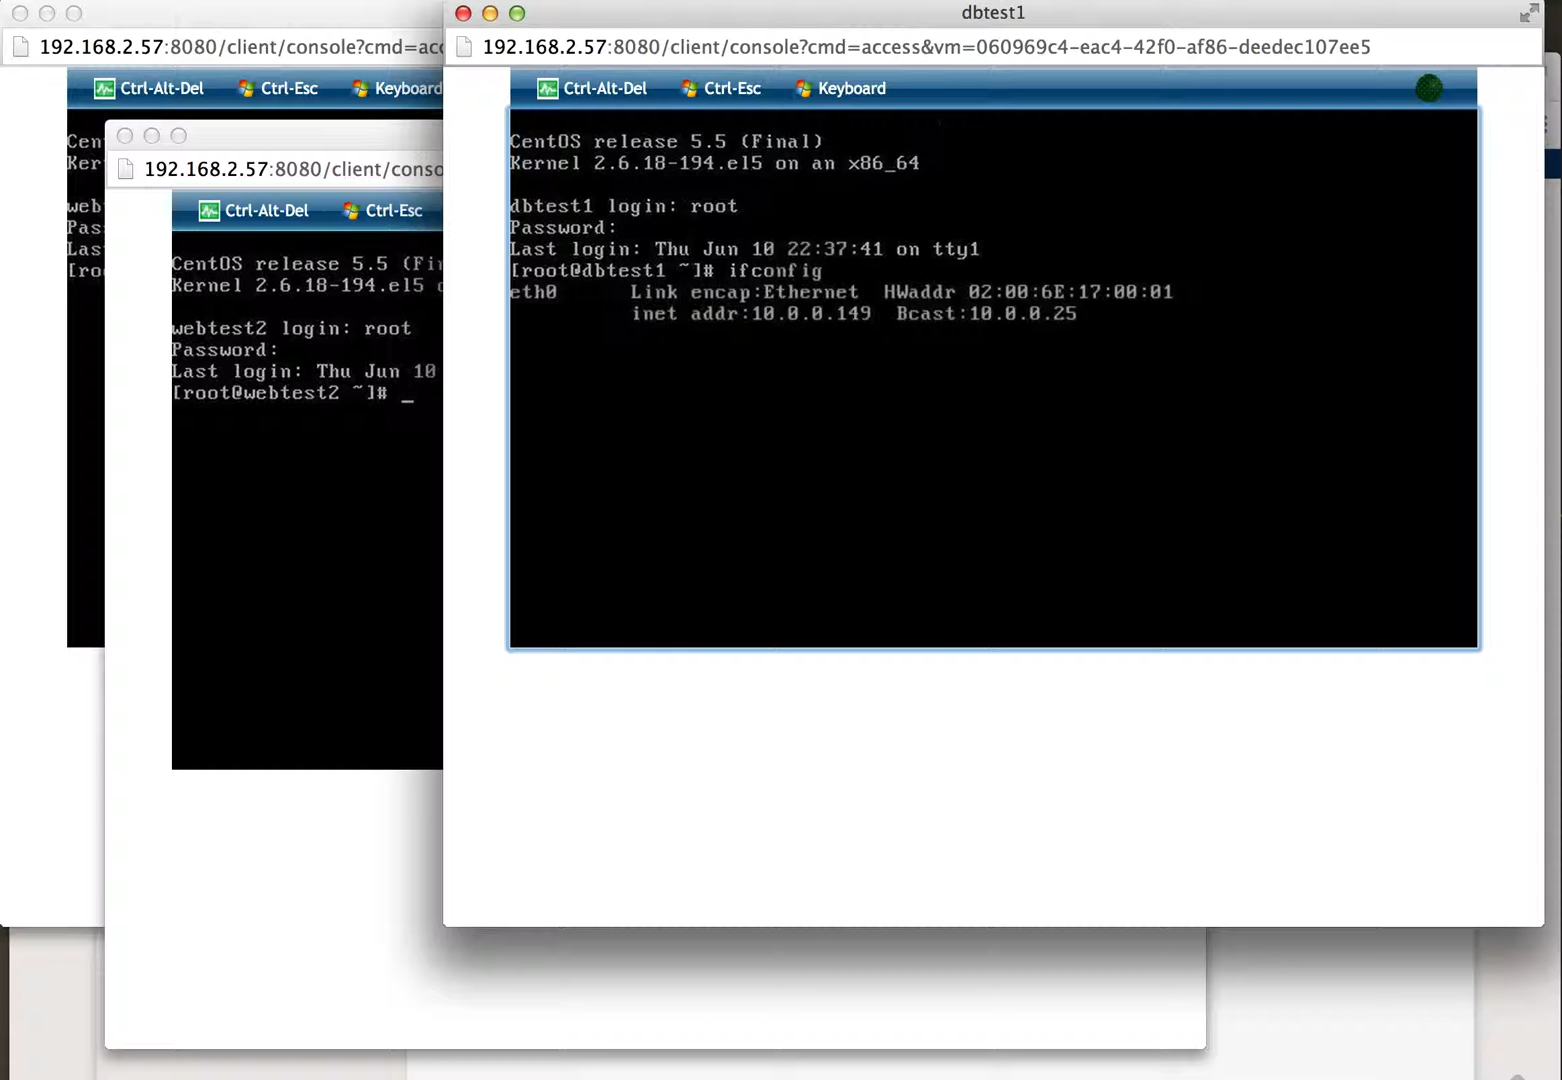 192.168.2.57:8080/client/console?cmd=acc
Ctrl-Alt-Del Ctrl-Esc Keyboard
Cen
Ker
web
Pas
Las
[roo
192.168.2.57:8080/client/conso
Ctrl-Alt-Del Ctrl-Esc
CentOS release 5.5 (Fin
Kernel 2.6.18-194.el5 o
webtest2 login: root
Password:
Last login: Thu Jun 10
[root@webtest2 ~]# _
dbtest1
192.168.2.57:8080/client/console?cmd=access&vm=060969c4-eac4-42f0-af86-deedec107ee5
Ctrl-Alt-Del Ctrl-Esc Keyboard
CentOS release 5.5 (Final)
Kernel 2.6.18-194.el5 on an x86_64
dbtest1 login: root
Password:
Last login: Thu Jun 10 22:37:41 on tty1
[root@dbtest1 ~]# ifconfig
eth0 Link encap:Ethernet HWaddr 02:00:6E:17:00:01
inet addr:10.0.0.149 Bcast:10.0.0.25